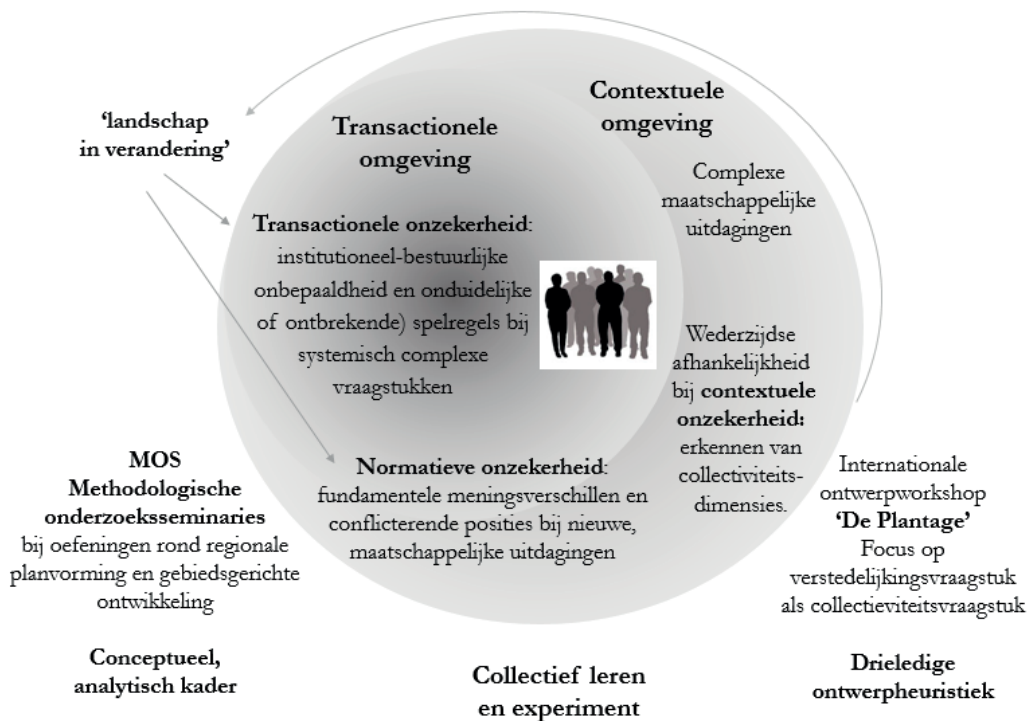 ‘landschap
in verandering’
Transactionele
omgeving
Contextuele
omgeving
Complexe
maatschappelijke
uitdagingen
Transactionele onzekerheid:
institutioneel-bestuurlijke
onbepaaldheid en onduidelijke
of ontbrekende) spelregels bij
systemisch complexe
vraagstukken
Wederzijdse
afhankelijkheid
bij contextuele
onzekerheid:
erkennen van
collectiviteits-
dimensies.
Normatieve onzekerheid:
fundamentele meningsverschillen en
conflicterende posities bij nieuwe,
maatschappelijke uitdagingen
MOS
Methodologische
onderzoeksseminaries
bij oefeningen rond regionale
planvorming en gebiedsgerichte
ontwikkeling
Internationale
ontwerpworkshop
‘De Plantage’
Focus op
verstedelijkingsvraagstuk
als collectieviteitsvraagstuk
Conceptueel,
analytisch kader
Collectief leren
en experiment
Drieledige
ontwerpheuristiek